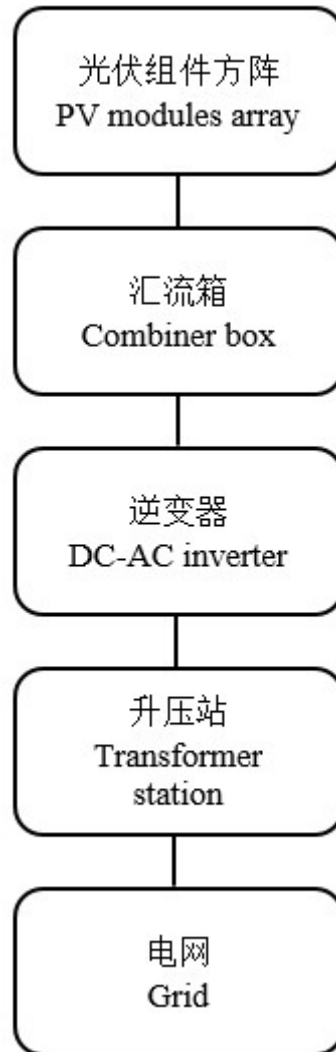 光伏组件方阵
PV modules array
汇流箱
Combiner box
逆变器
DC-AC inverter
升压站
Transformer
station
电网
Grid